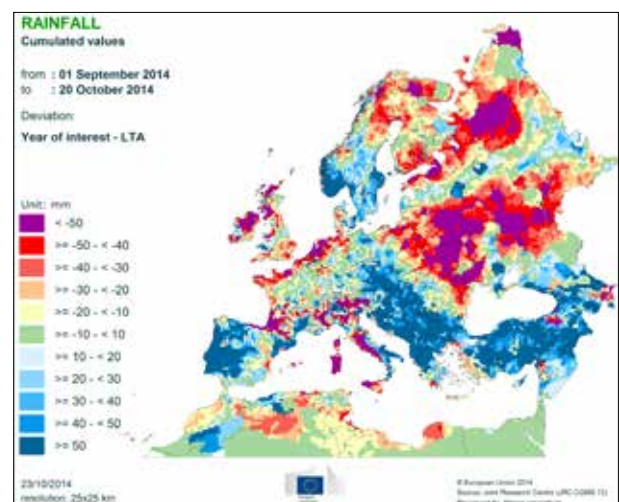 RAINFALL
Cumulated values
from : 01 September 2014
to : 20 October 2014
Deviation:
Year of interest - LTA
Unit: mm
< -50
>= -50 - < -40
>= -40 - < -30
>= -30 - < -20
>= -20 - < -10
>= -10 - < 10
>= 10 - < 20
>= 20 - < 30
>= 30 - < 40
>= 40 - < 50
>= 50
23/10/2014
resolution: 25x25 km
© European Union 2014
Source: Joint Research Centre